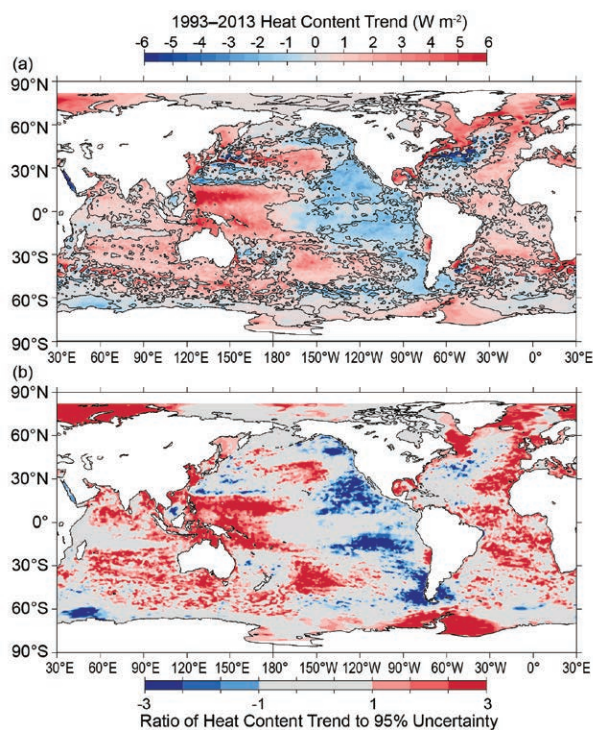 1993–2013 Heat Content Trend (W m-2)
-6 -5 -4 -3 -2 -1 0 1 2 3 4 5 6
(a)
90°N
60°N
30°N
0°
30°S
60°S
90°S
30°E 60°E 90°E 120°E 150°E 180° 150°W 120°W 90°W 60°W 30°W 0° 30°E
(b)
90°N
60°N
30°N
0°
30°S
60°S
90°S
30°E 60°E 90°E 120°E 150°E 180° 150°W 120°W 90°W 60°W 30°W 0° 30°E
-3 -1 1 3
Ratio of Heat Content Trend to 95% Uncertainty